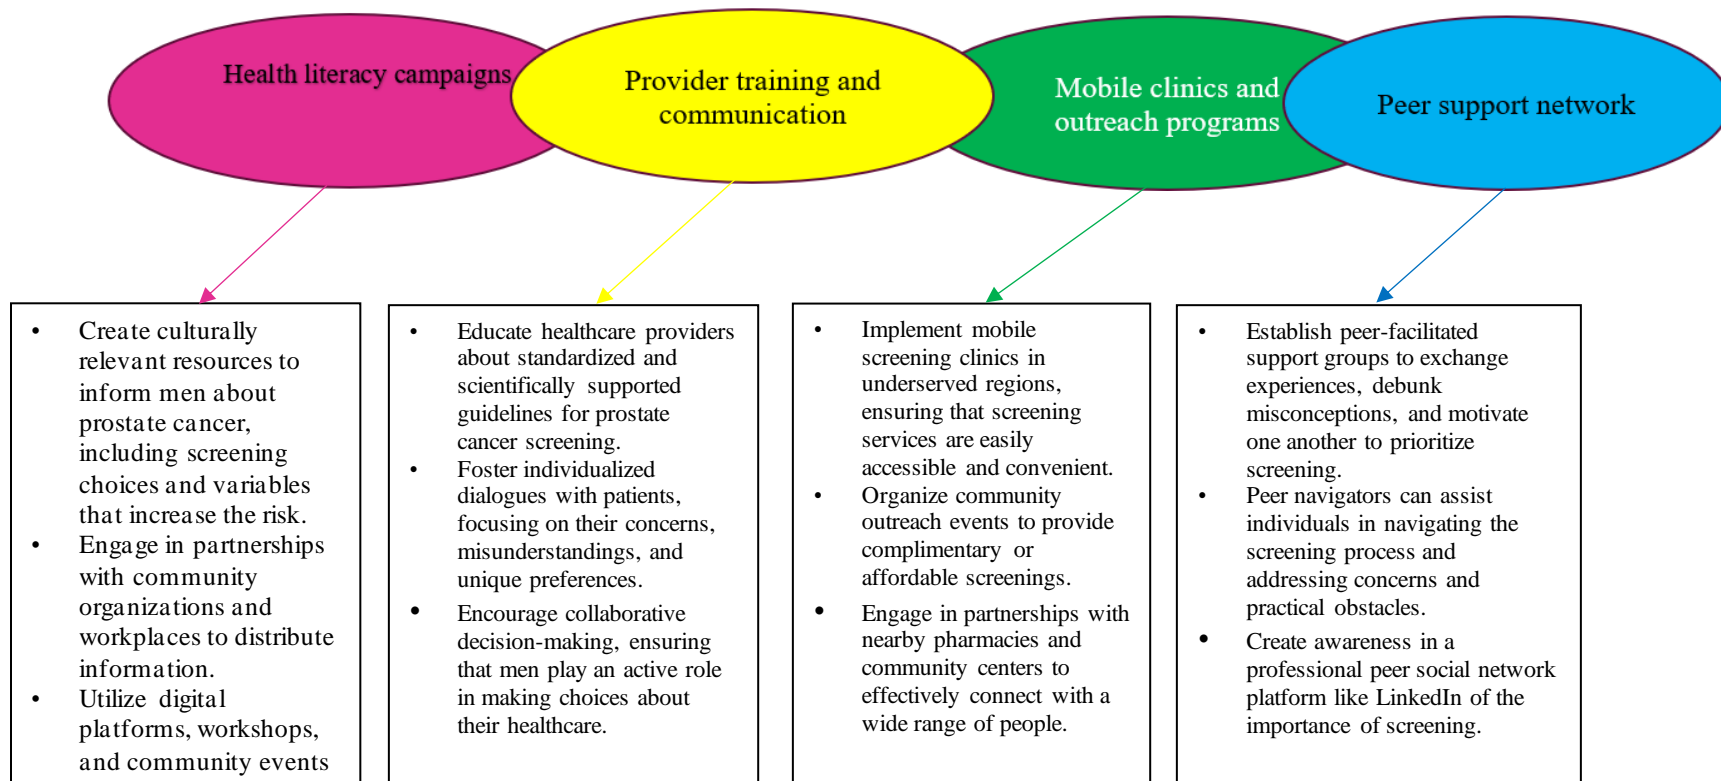 Health literacy campaigns
Provider training and
communication
Mobile clinics and
outreach programs
Peer support network
• Create culturally
relevant resources to
inform men about
prostate cancer,
including screening
choices and variables
that increase the risk.
• Engage in partnerships
with community
organizations and
workplaces to distribute
information.
• Utilize digital
platforms, workshops,
and community events
• Educate healthcare providers
about standardized and
scientifically supported
guidelines for prostate
cancer screening.
• Foster individualized
dialogues with patients,
focusing on their concerns,
misunderstandings, and
unique preferences.
• Encourage collaborative
decision-making, ensuring
that men play an active role
in making choices about
their healthcare.
• Implement mobile
screening clinics in
underserved regions,
ensuring that screening
services are easily
accessible and convenient.
• Organize community
outreach events to provide
complimentary or
affordable screenings.
• Engage in partnerships with
nearby pharmacies and
community centers to
effectively connect with a
wide range of people.
• Establish peer-facilitated
support groups to exchange
experiences, debunk
misconceptions, and motivate
one another to prioritize
screening.
• Peer navigators can assist
individuals in navigating the
screening process and
addressing concerns and
practical obstacles.
• Create awareness in a
professional peer social network
platform like LinkedIn of the
importance of screening.